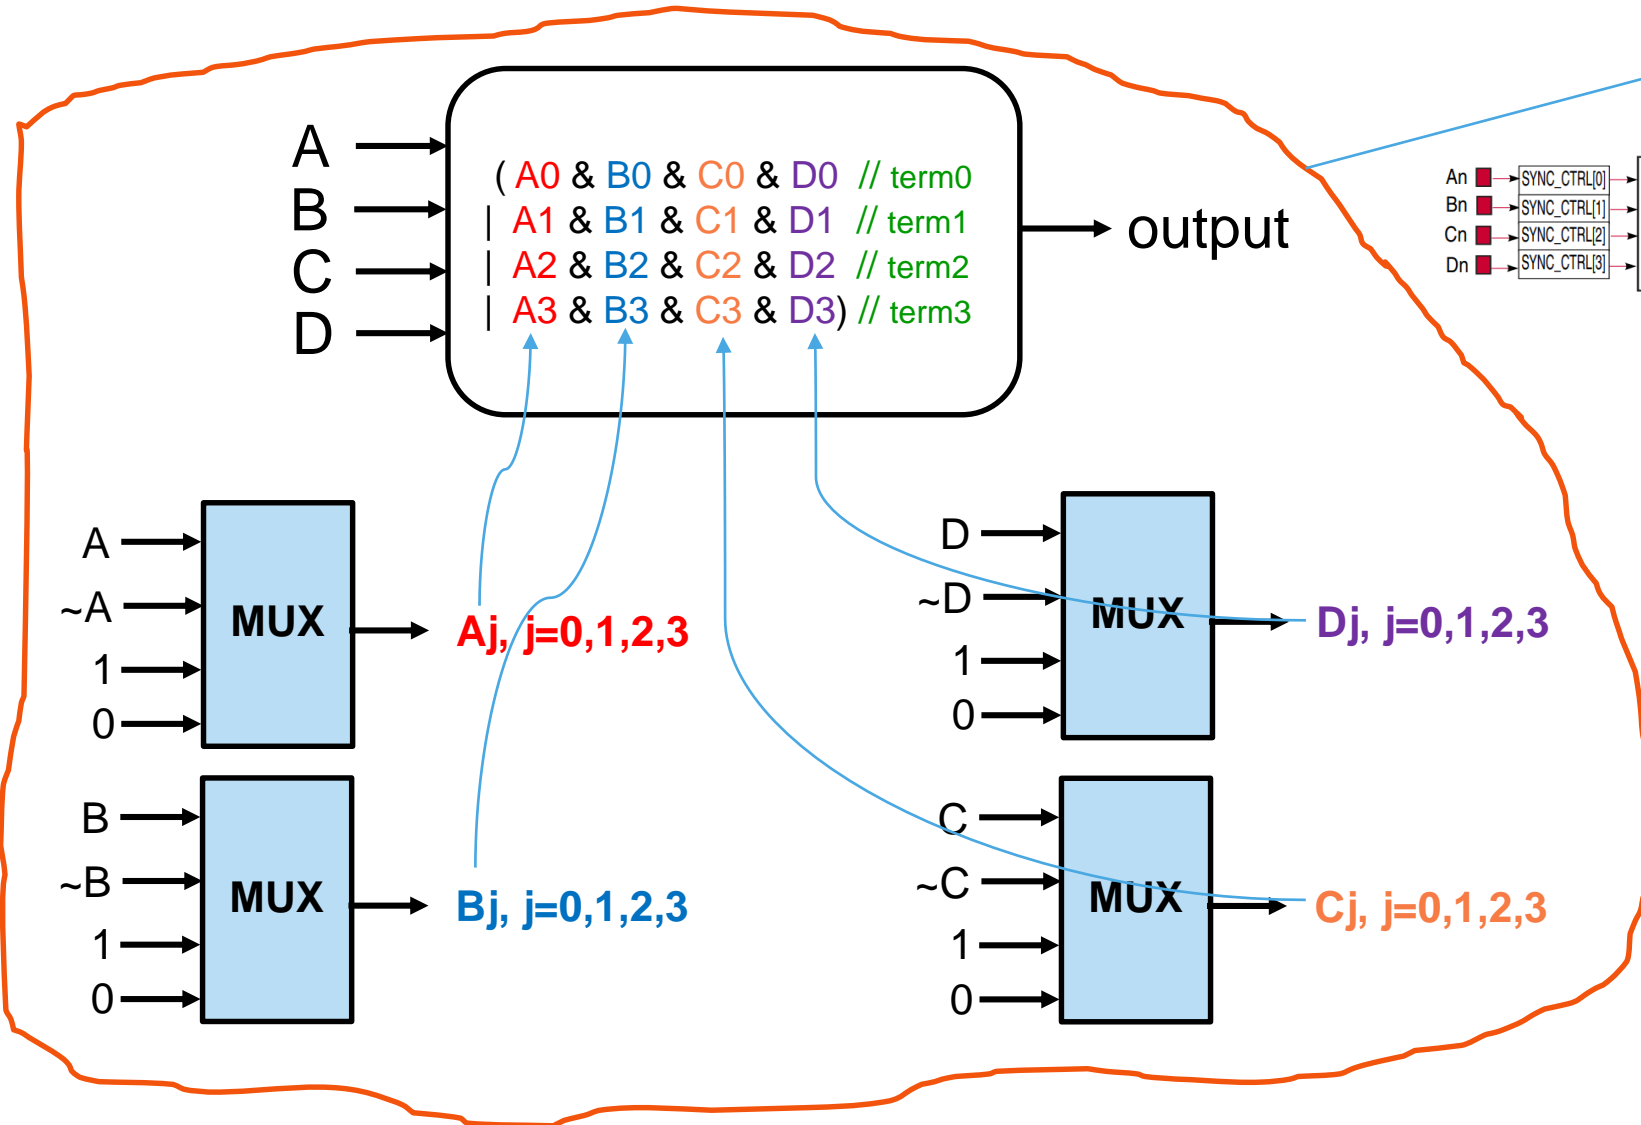 A
B
C
D
( A0 & B0 & C0 & D0 // term0
| A1 & B1 & C1 & D1 // term1
| A2 & B2 & C2 & D2 // term2
| A3 & B3 & C3 & D3) // term3
output
An SYNC_CTRL[0]
Bn SYNC_CTRL[1]
Cn SYNC_CTRL[2]
Dn SYNC_CTRL[3]
A
~A
1
0
MUX
Aj, j=0,1,2,3
D
~D
1
0
MUX
Dj, j=0,1,2,3
B
~B
1
0
MUX
Bj, j=0,1,2,3
C
~C
1
0
MUX
Cj, j=0,1,2,3